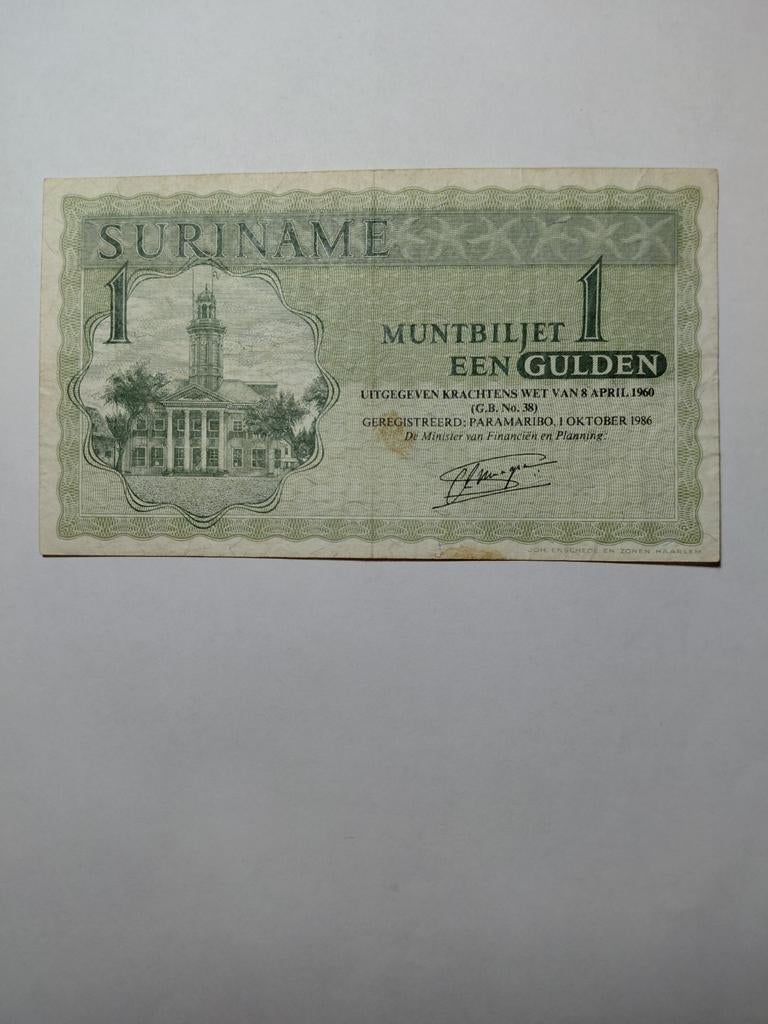 SURINAME
1
MUNTBILJET 1
EEN GULDEN
UITGEGEVEN KRACHTENS WET VAN 8 APRIL 1960
(G.B. No. 38)
GEREGISTREERD: PARAMARIBO, 1 OKTOBER 1986
De Minister van Financiën en Planning:
JOH. ENSCHEDÉ EN ZONEN HAARLEM